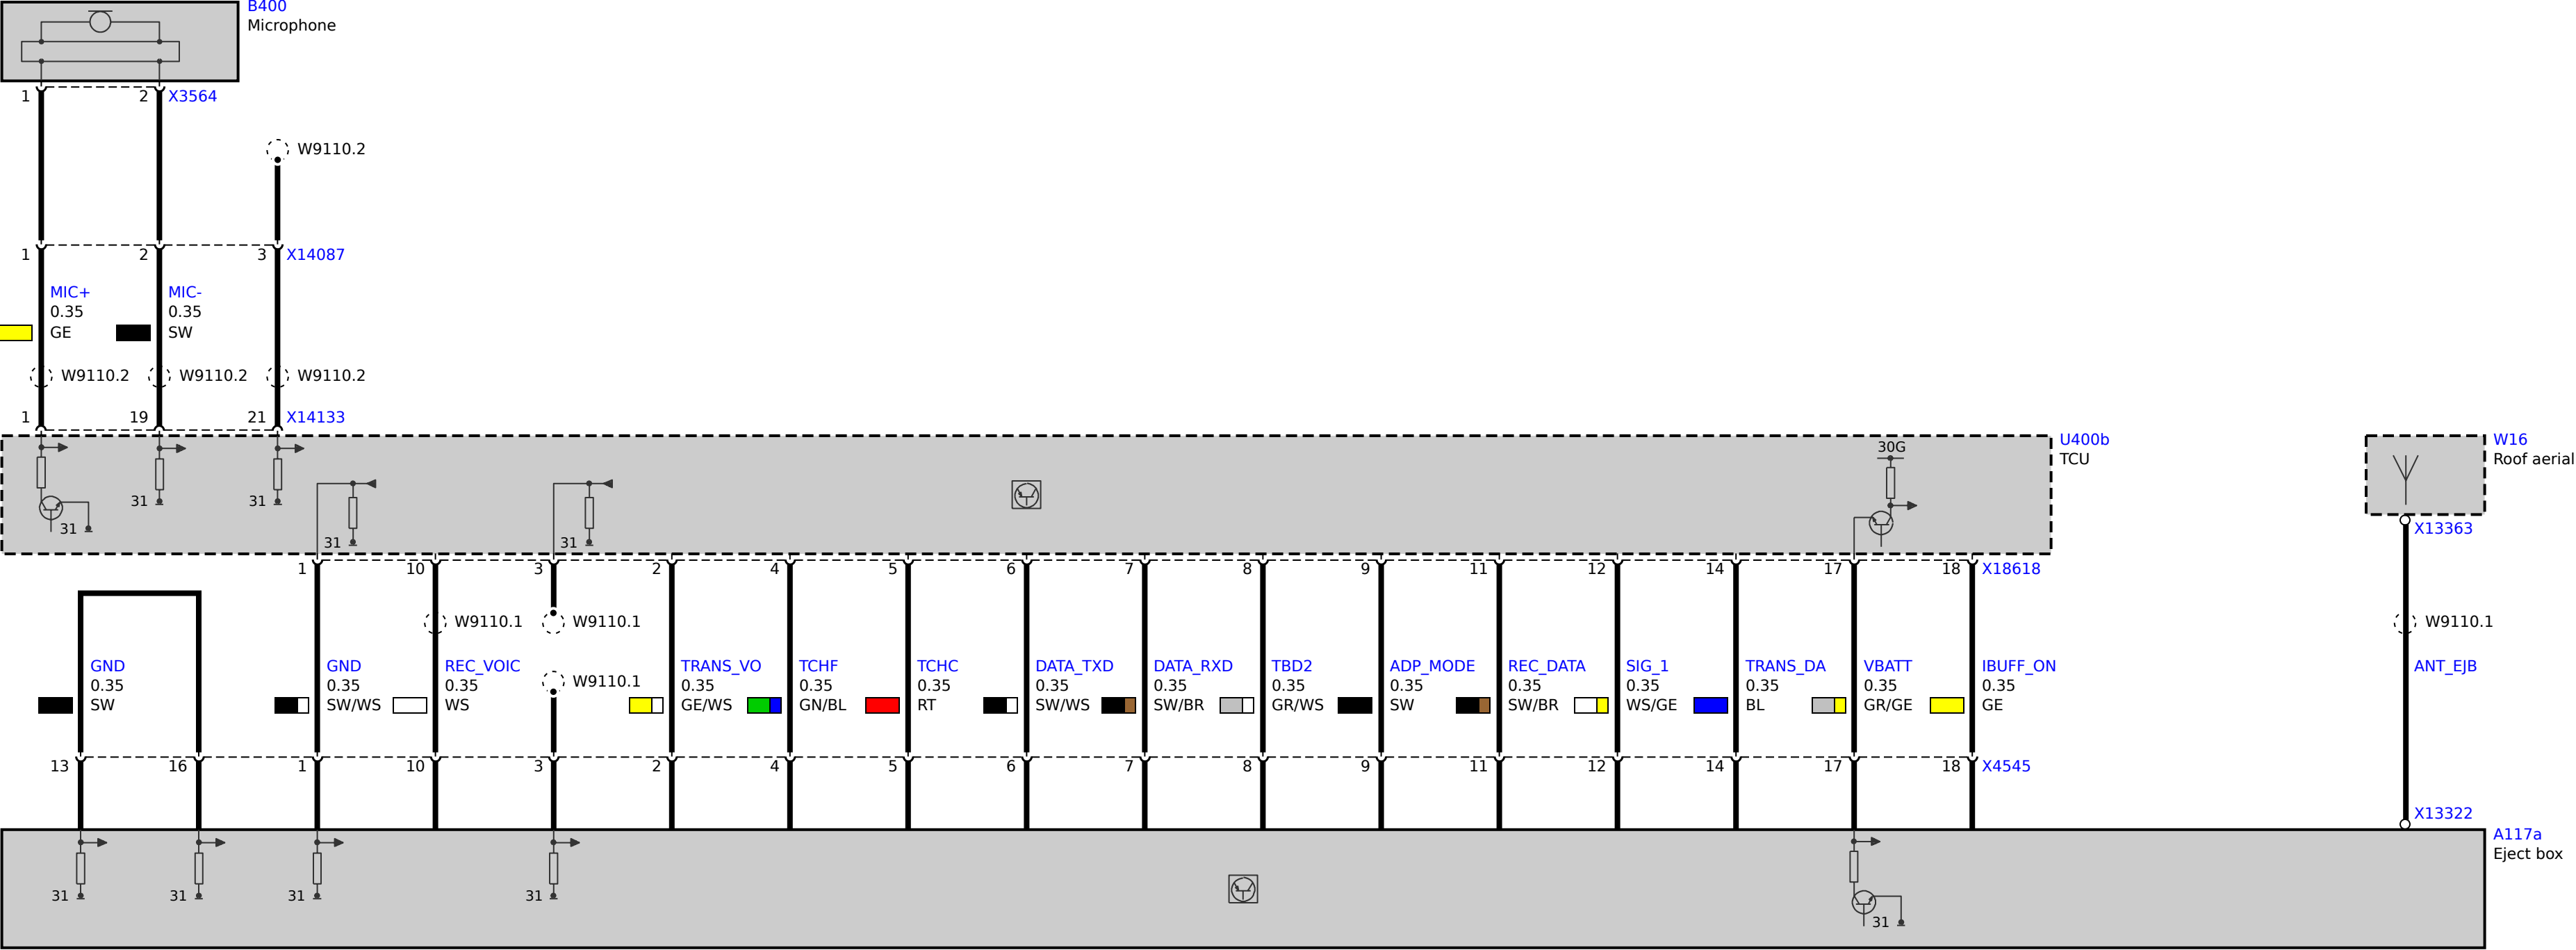 B400
Microphone
1
2
X3564
W9110.2
1
2
3
X14087
MIC+
0.35
GE
MIC-
0.35
SW
W9110.2
W9110.2
W9110.2
1
19
21
X14133
U400b
TCU
30G
31
31
31
31
31
W16
Roof aerial
X13363
1
10
3
2
4
5
6
7
8
9
11
12
14
17
18
X18618
W9110.1
W9110.1
W9110.1
W9110.1
GND
0.35
SW
GND
0.35
SW/WS
REC_VOIC
0.35
WS
TRANS_VO
0.35
GE/WS
TCHF
0.35
GN/BL
TCHC
0.35
RT
DATA_TXD
0.35
SW/WS
DATA_RXD
0.35
SW/BR
TBD2
0.35
GR/WS
ADP_MODE
0.35
SW
REC_DATA
0.35
SW/BR
SIG_1
0.35
WS/GE
TRANS_DA
0.35
BL
VBATT
0.35
GR/GE
IBUFF_ON
0.35
GE
ANT_EJB
13
16
1
10
3
2
4
5
6
7
8
9
11
12
14
17
18
X4545
X13322
A117a
Eject box
31
31
31
31
31